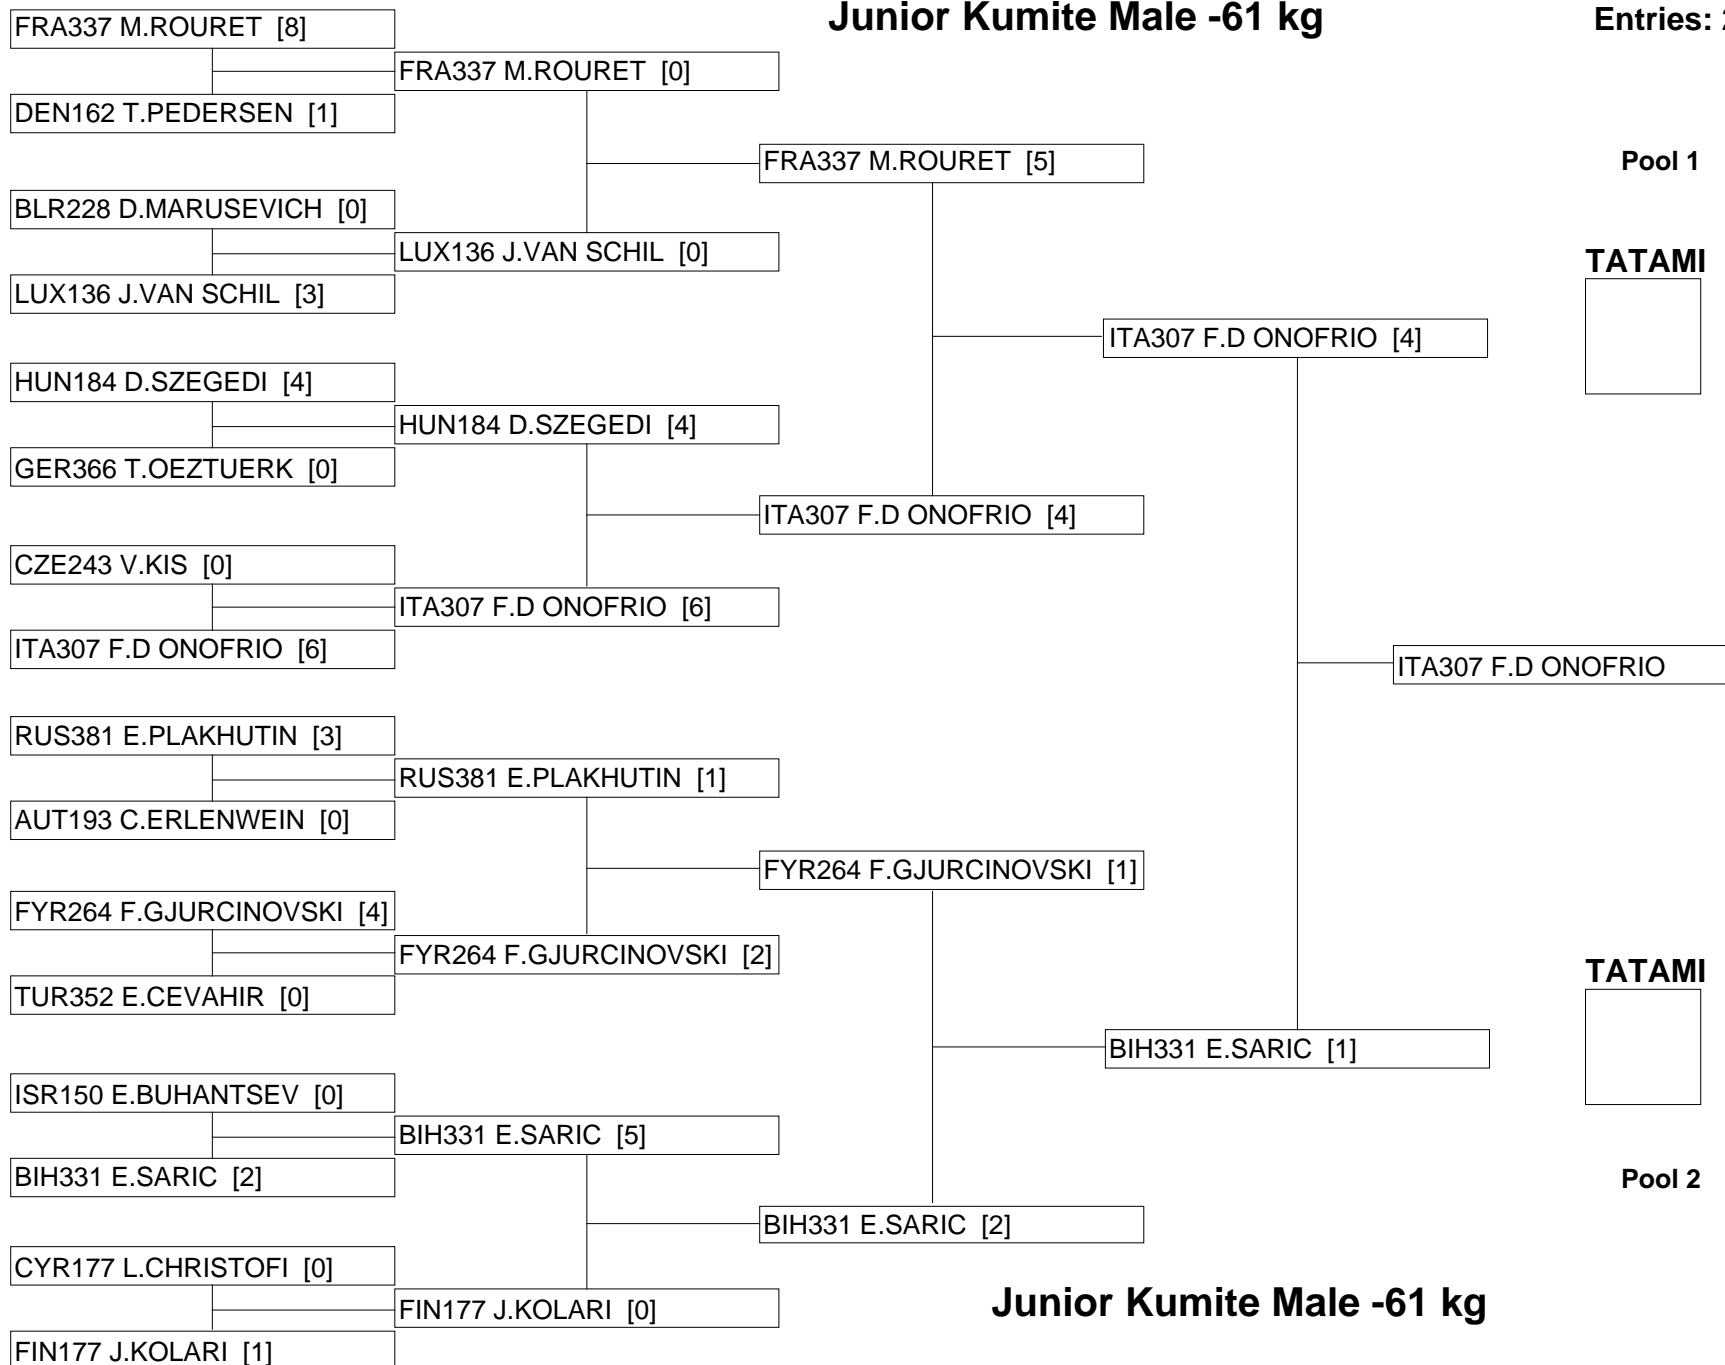 Junior Kumite Male -61 kg
Entries:
FRA337 M.ROURET [8]
FRA337 M.ROURET [0]
DEN162 T.PEDERSEN [1]
FRA337 M.ROURET [5]
Pool 1
BLR228 D.MARUSEVICH [0]
LUX136 J.VAN SCHIL [0]
TATAMI
LUX136 J.VAN SCHIL [3]
ITA307 F.D ONOFRIO [4]
HUN184 D.SZEGEDI [4]
HUN184 D.SZEGEDI [4]
GER366 T.OEZTUERK [0]
ITA307 F.D ONOFRIO [4]
CZE243 V.KIS [0]
ITA307 F.D ONOFRIO [6]
ITA307 F.D ONOFRIO [6]
ITA307 F.D ONOFRIO
RUS381 E.PLAKHUTIN [3]
RUS381 E.PLAKHUTIN [1]
AUT193 C.ERLENWEIN [0]
FYR264 F.GJURCINOVSKI [1]
FYR264 F.GJURCINOVSKI [4]
FYR264 F.GJURCINOVSKI [2]
TATAMI
TUR352 E.CEVAHIR [0]
BIH331 E.SARIC [1]
ISR150 E.BUHANTSEV [0]
BIH331 E.SARIC [5]
BIH331 E.SARIC [2]
Pool 2
BIH331 E.SARIC [2]
CYR177 L.CHRISTOFI [0]
FIN177 J.KOLARI [0]
Junior Kumite Male -61 kg
FIN177 J.KOLARI [1]